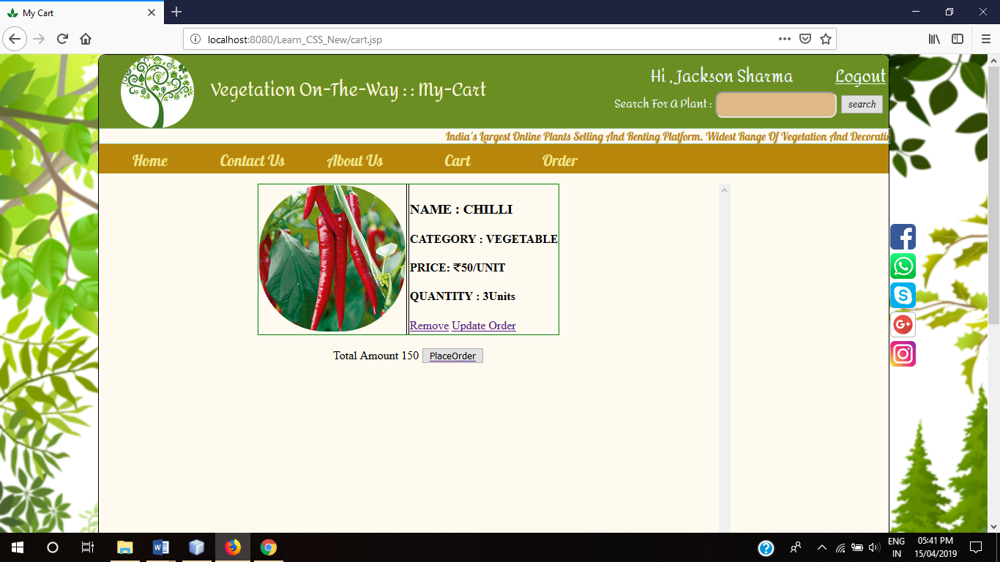 My Cart
localhost:8080/Learn_CSS_New/cart.jsp
Vegetation On-The-Way : : My-Cart
Hi , Jackson Sharma
Logout
Search For A Plant :
search
India's Largest Online Plants Selling And Renting Platform. Widest Range Of Vegetation And Decoratin
Home Contact Us About Us Cart Order
NAME : CHILLI
CATEGORY : VEGETABLE
PRICE: ₹50/UNIT
QUANTITY : 3Units
Remove Update Order
Total Amount 150 PlaceOrder
ENG
IN
05:41 PM
15/04/2019